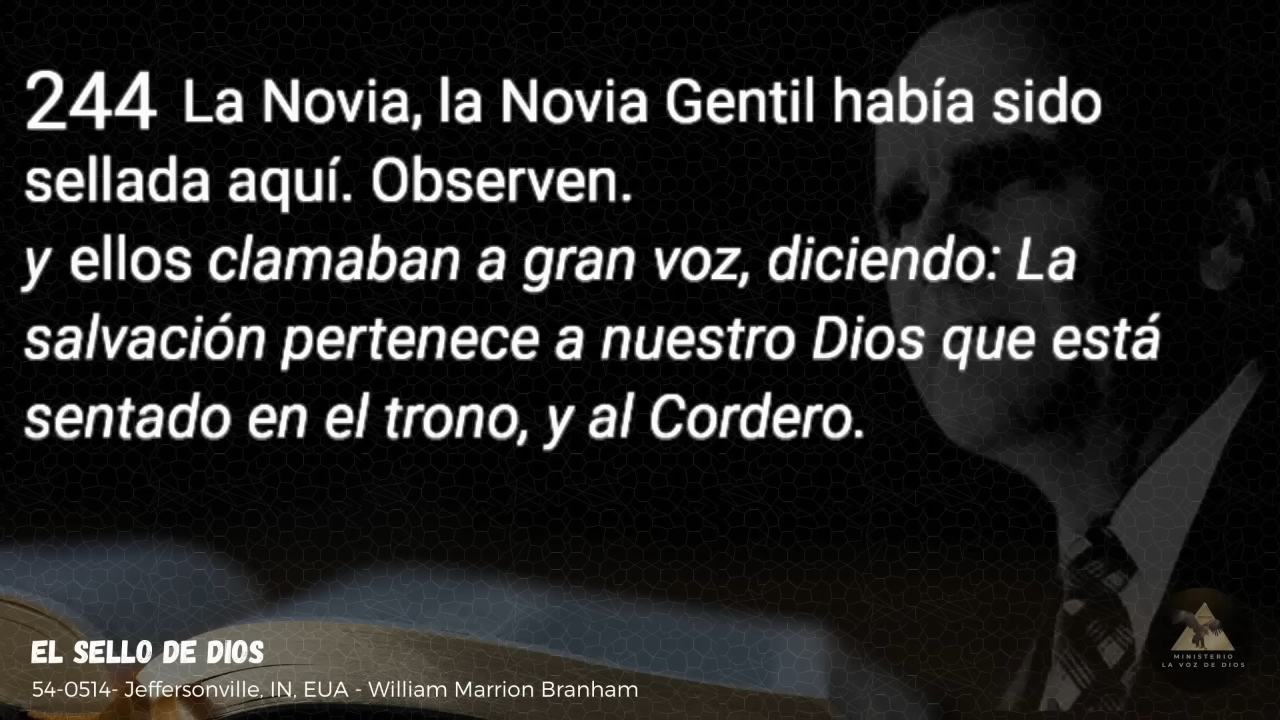 244 La Novia, la Novia Gentil había sido
sellada aquí. Observen.
y ellos clamaban a gran voz, diciendo: La
salvación pertenece a nuestro Dios que está
sentado en el trono, y al Cordero.
EL SELLO DE DIOS
54-0514- Jeffersonville, IN, EUA - William Marrion Branham
MINISTERIO
LA VOZ DE DIOS